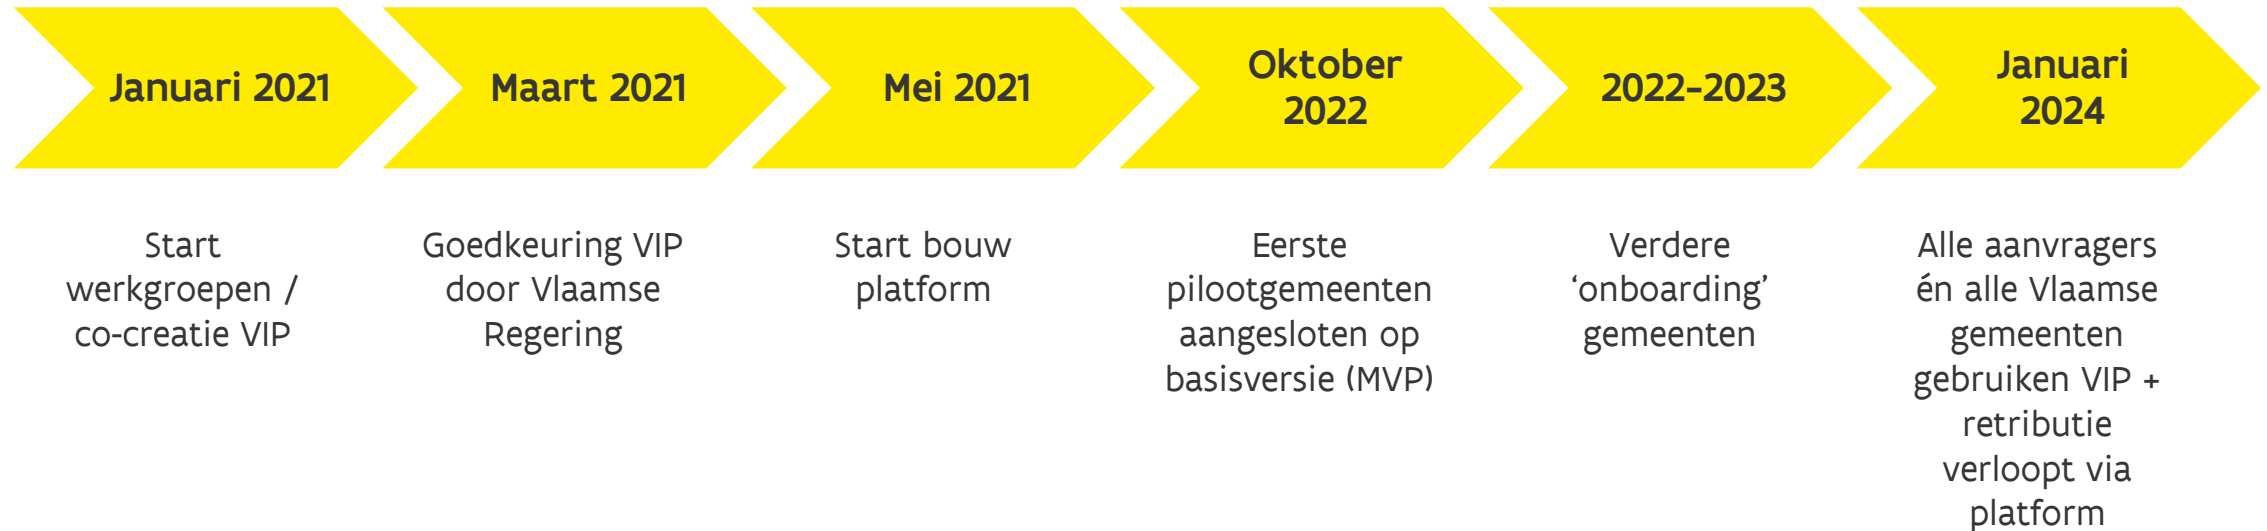 Januari 2021
Maart 2021
Mei 2021
Oktober
2022
2022-2023
Januari
2024
Start
werkgroepen /
co-creatie VIP
Goedkeuring VIP
door Vlaamse
Regering
Start bouw
platform
Eerste
pilootgemeenten
aangesloten op
basisversie (MVP)
Verdere
‘onboarding’
gemeenten
Alle aanvragers
én alle Vlaamse
gemeenten
gebruiken VIP +
retributie
verloopt via
platform